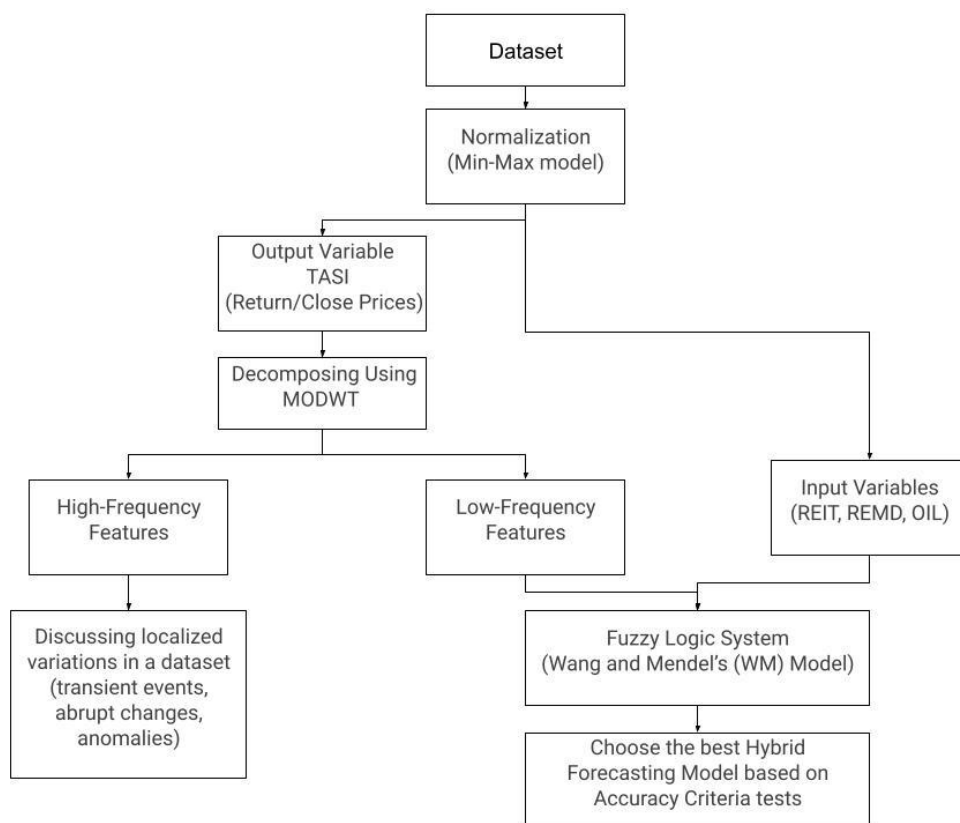 Dataset
Normalization
(Min-Max model)
Output Variable
TASI
(Return/Close Prices)
Decomposing Using
MODWT
High-Frequency
Features
Low-Frequency
Features
Input Variables
(REIT, REMD, OIL)
Discussing localized
variations in a dataset
(transient events,
abrupt changes,
anomalies)
Fuzzy Logic System
(Wang and Mendel’s (WM) Model)
Choose the best Hybrid
Forecasting Model based on
Accuracy Criteria tests